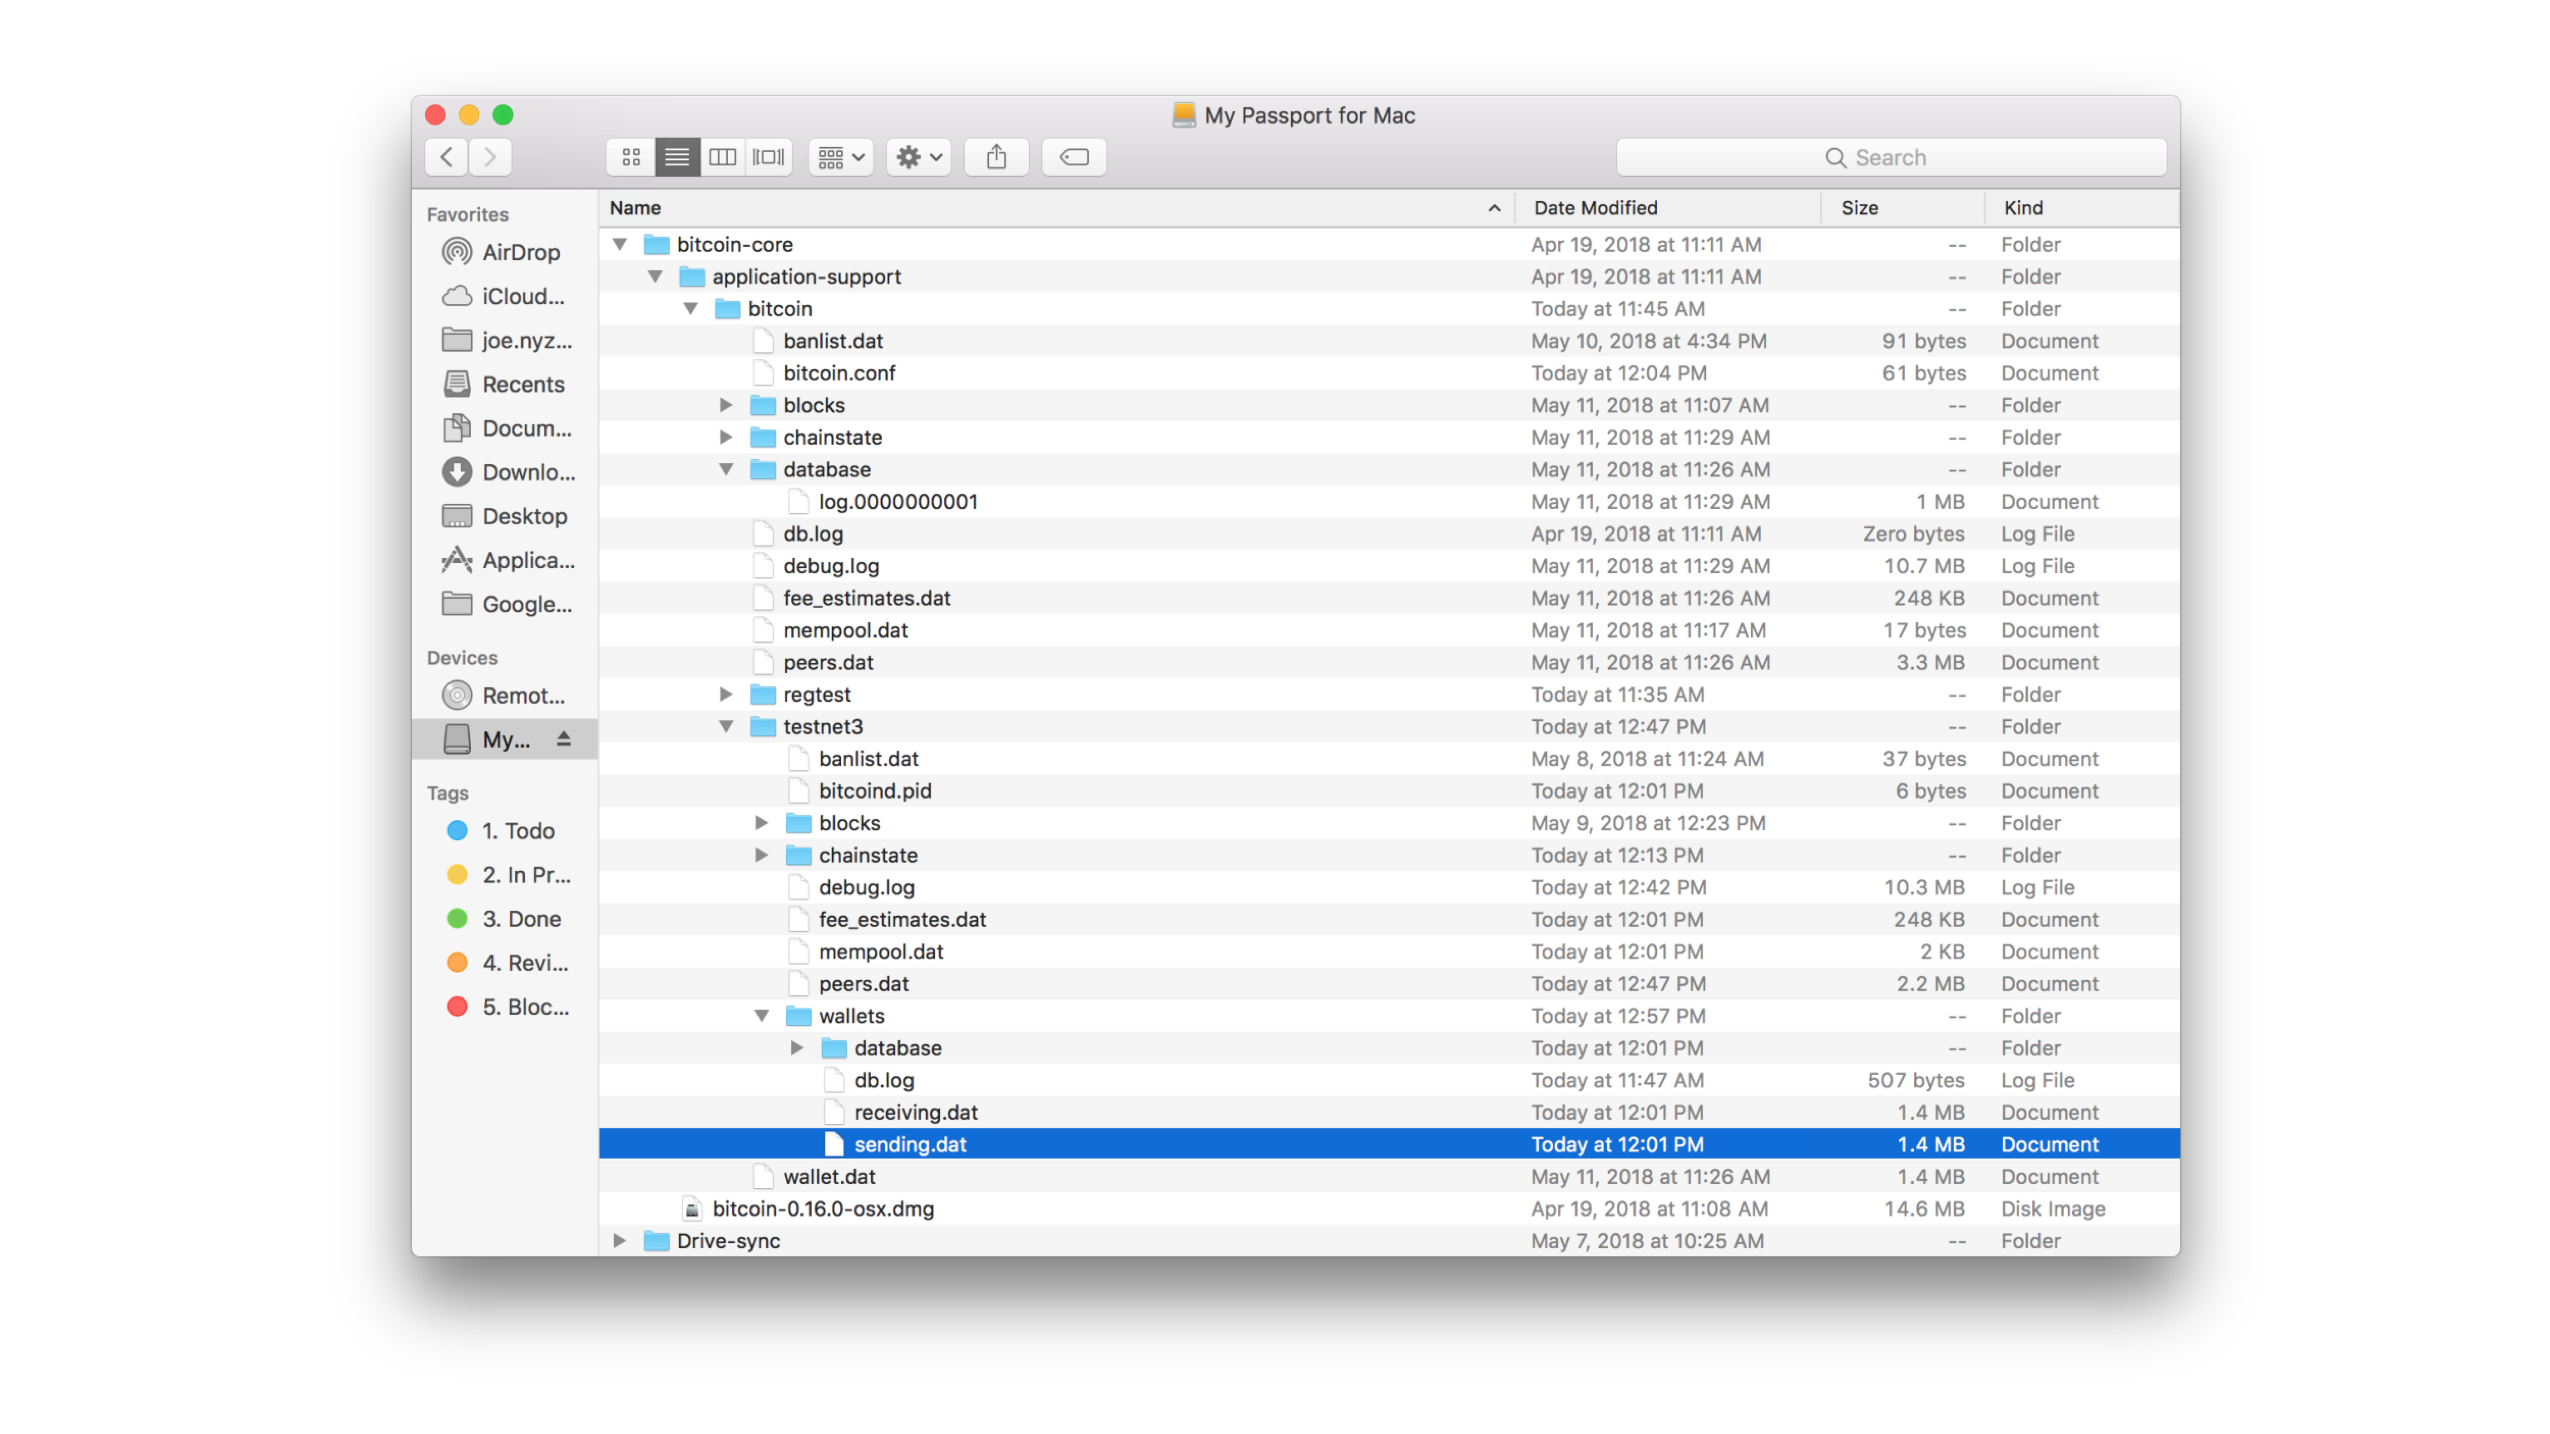 My Passport for Mac
Search
Favorites
AirDrop
iCloud...
joe.nyz...
Recents
Docum...
Downlo...
Desktop
Applica...
Google...
Devices
Remot...
My...
Tags
1. Todo
2. In Pr...
3. Done
4. Revi...
5. Bloc...
Name Date Modified Size Kind
bitcoin-core Apr 19, 2018 at 11:11 AM -- Folder
application-support Apr 19, 2018 at 11:11 AM -- Folder
bitcoin Today at 11:45 AM -- Folder
banlist.dat May 10, 2018 at 4:34 PM 91 bytes Document
bitcoin.conf Today at 12:04 PM 61 bytes Document
blocks May 11, 2018 at 11:07 AM -- Folder
chainstate May 11, 2018 at 11:29 AM -- Folder
database May 11, 2018 at 11:26 AM -- Folder
log.0000000001 May 11, 2018 at 11:29 AM 1 MB Document
db.log Apr 19, 2018 at 11:11 AM Zero bytes Log File
debug.log May 11, 2018 at 11:29 AM 10.7 MB Log File
fee_estimates.dat May 11, 2018 at 11:26 AM 248 KB Document
mempool.dat May 11, 2018 at 11:17 AM 17 bytes Document
peers.dat May 11, 2018 at 11:26 AM 3.3 MB Document
regtest Today at 11:35 AM -- Folder
testnet3 Today at 12:47 PM -- Folder
banlist.dat May 8, 2018 at 11:24 AM 37 bytes Document
bitcoind.pid Today at 12:01 PM 6 bytes Document
blocks May 9, 2018 at 12:23 PM -- Folder
chainstate Today at 12:13 PM -- Folder
debug.log Today at 12:42 PM 10.3 MB Log File
fee_estimates.dat Today at 12:01 PM 248 KB Document
mempool.dat Today at 12:01 PM 2 KB Document
peers.dat Today at 12:47 PM 2.2 MB Document
wallets Today at 12:57 PM -- Folder
database Today at 12:01 PM -- Folder
db.log Today at 11:47 AM 507 bytes Log File
receiving.dat Today at 12:01 PM 1.4 MB Document
sending.dat Today at 12:01 PM 1.4 MB Document
wallet.dat May 11, 2018 at 11:26 AM 1.4 MB Document
bitcoin-0.16.0-osx.dmg Apr 19, 2018 at 11:08 AM 14.6 MB Disk Image
Drive-sync May 7, 2018 at 10:25 AM -- Folder